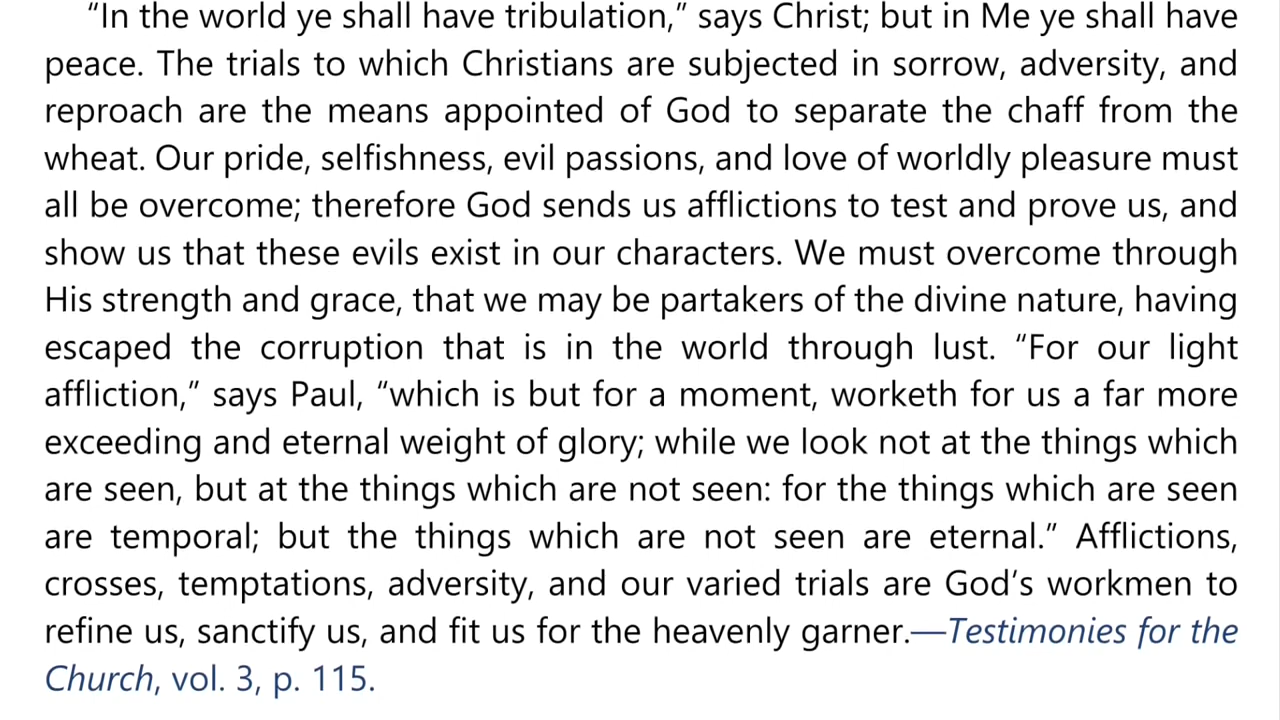 “In the world ye shall have tribulation,” says Christ; but in Me ye shall have
peace. The trials to which Christians are subjected in sorrow, adversity, and
reproach are the means appointed of God to separate the chaff from the
wheat. Our pride, selfishness, evil passions, and love of worldly pleasure must
all be overcome; therefore God sends us afflictions to test and prove us, and
show us that these evils exist in our characters. We must overcome through
His strength and grace, that we may be partakers of the divine nature, having
escaped the corruption that is in the world through lust. “For our light
affliction,” says Paul, “which is but for a moment, worketh for us a far more
exceeding and eternal weight of glory; while we look not at the things which
are seen, but at the things which are not seen: for the things which are seen
are temporal; but the things which are not seen are eternal.” Afflictions,
crosses, temptations, adversity, and our varied trials are God’s workmen to
refine us, sanctify us, and fit us for the heavenly garner.—Testimonies for the
Church, vol. 3, p. 115.